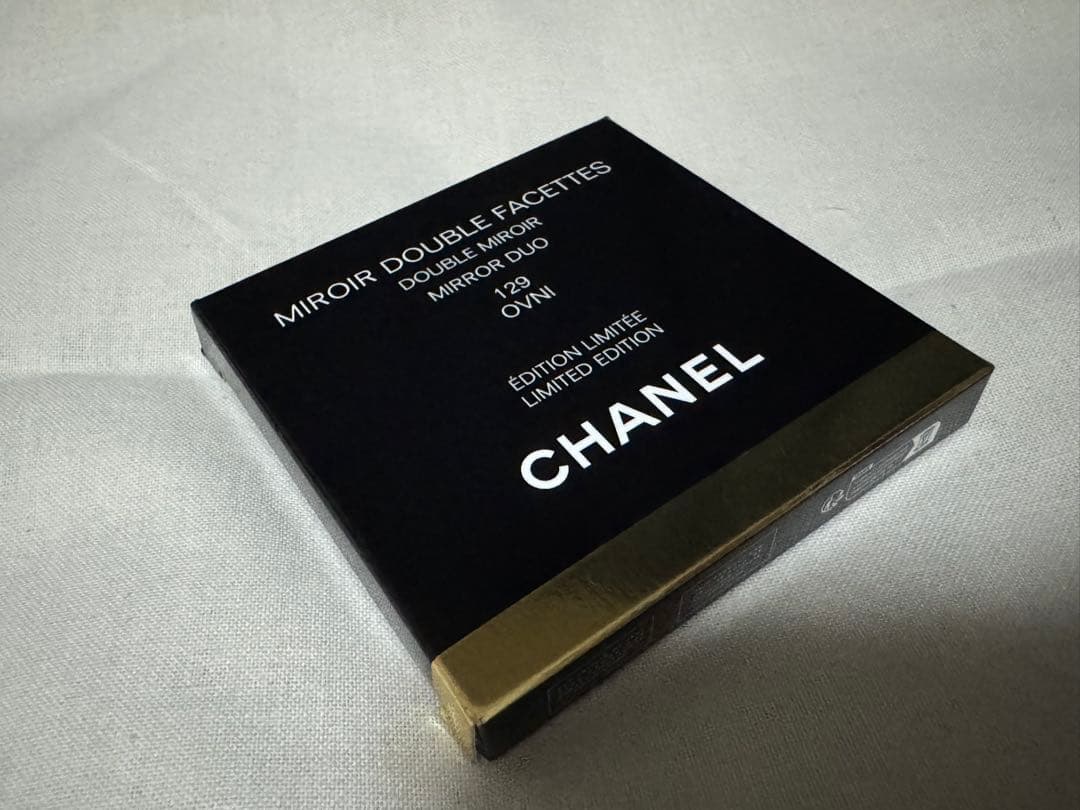 MIROIR DOUBLE FACETTES
DOUBLE MIROIR
MIRROR DUO
129
OVNI
ÉDITION LIMITÉE
LIMITED EDITION
CHANEL